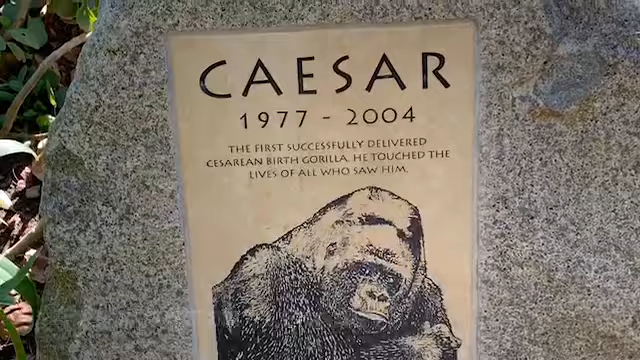 CAESAR
1977 - 2004
THE FIRST SUCCESSFULLY DELIVERED
CESAREAN BIRTH GORILLA. HE TOUCHED THE
LIVES OF ALL WHO SAW HIM.